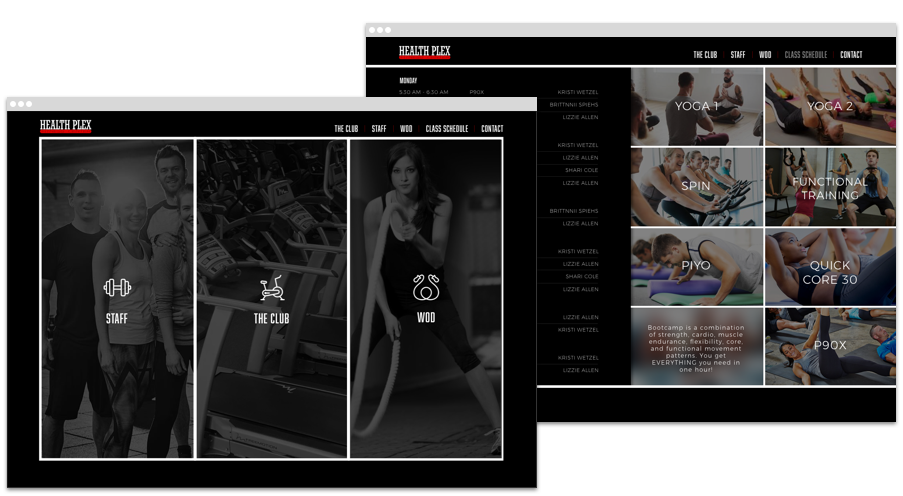 HEALTH PLEX
THE CLUB
STAFF
WOD
CLASS SCHEDULE
CONTACT
MONDAY
5:30 AM - 6:30 AM
P90X
KRISTI WETZEL
BRITTNNII SPIEHS
LIZZIE ALLEN
KRISTI WETZEL
LIZZIE ALLEN
SHARI COLE
LIZZIE ALLEN
BRITTNNII SPIEHS
LIZZIE ALLEN
KRISTI WETZEL
LIZZIE ALLEN
SHARI COLE
LIZZIE ALLEN
LIZZIE ALLEN
KRISTI WETZEL
KRISTI WETZEL
LIZZIE ALLEN
YOGA 1
YOGA 2
SPIN
FUNCTIONAL
TRAINING
PIYO
QUICK
CORE 30
Bootcamp is a combination
of strength, cardio, muscle
endurance, flexibility, core,
and functional movement
patterns. You get
EVERYTHING you need in
one hour!
P90X
HEALTH PLEX
THE CLUB
STAFF
WOD
CLASS SCHEDULE
CONTACT
STAFF
THE CLUB
WOD